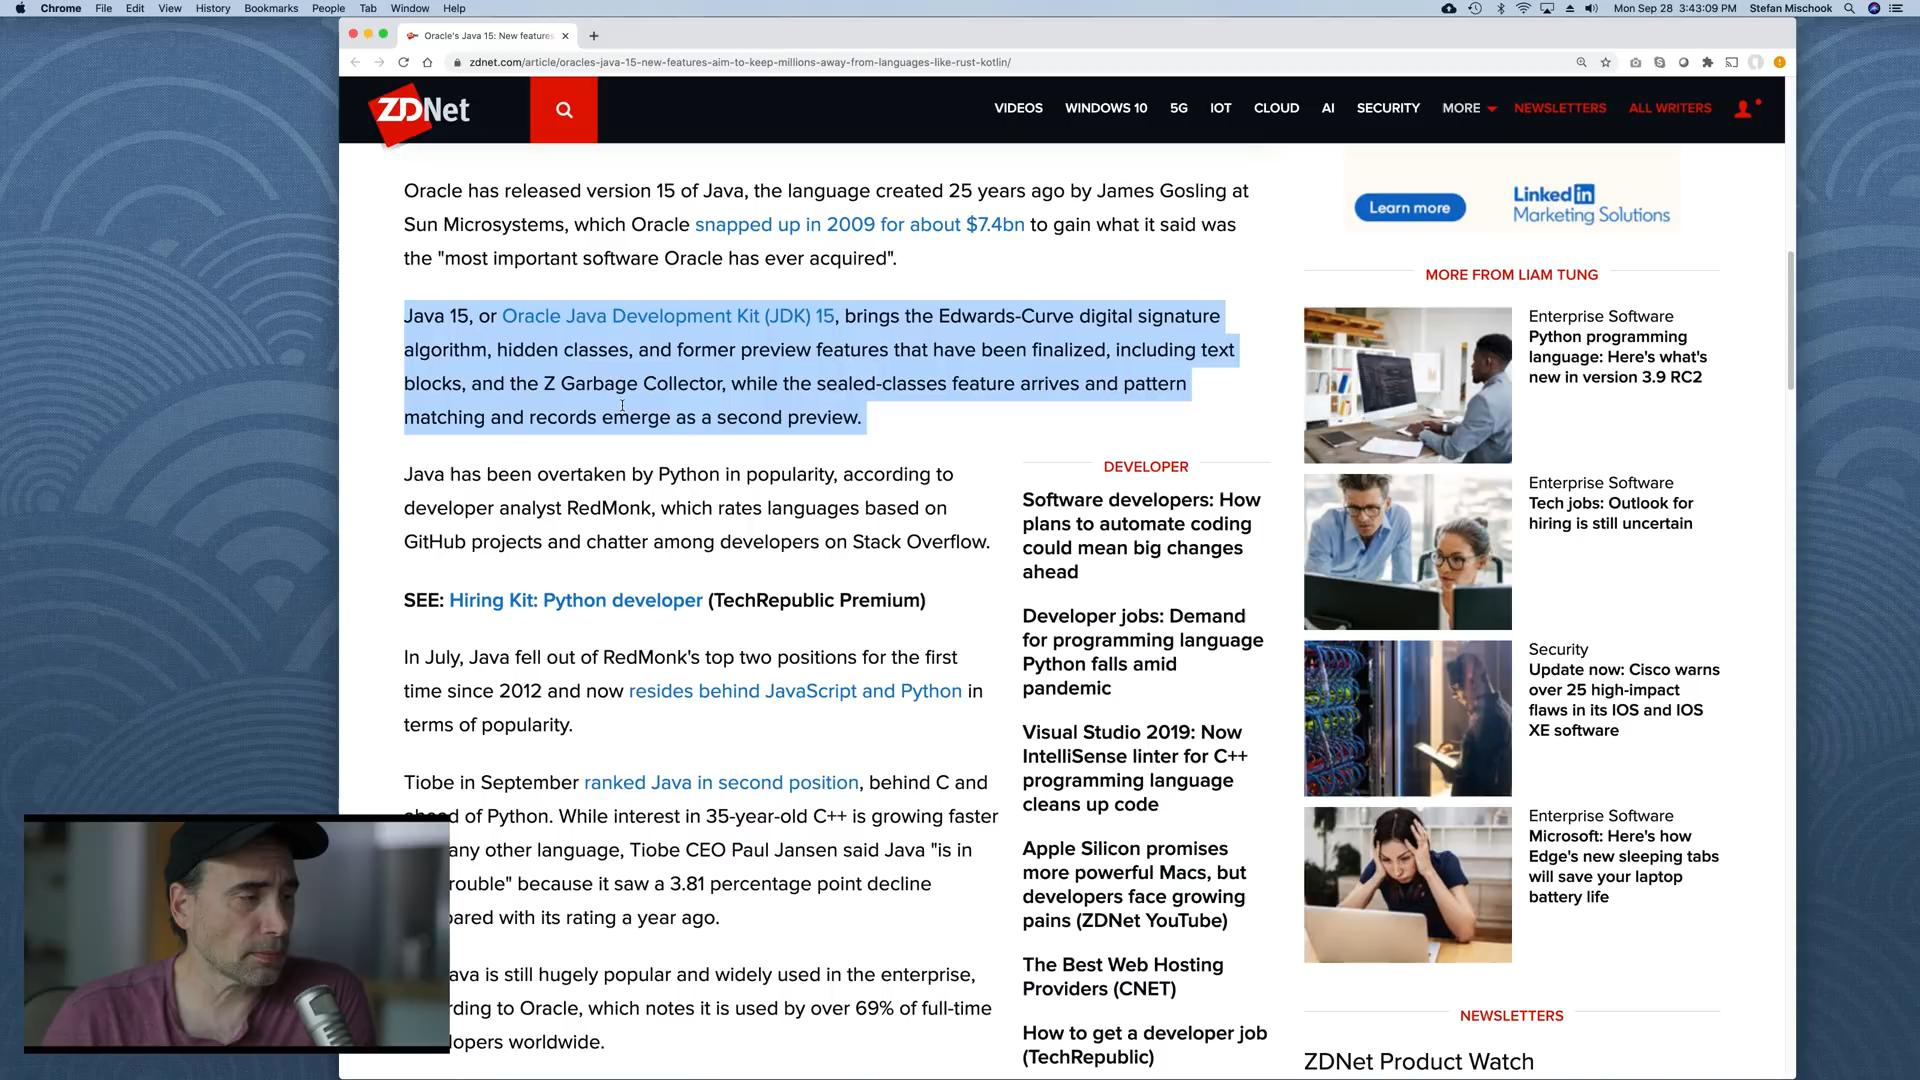 Chrome File Edit View History Bookmarks People Tab Window Help
Mon Sep 28 3:43:09 PM Stefan Mischook
Oracle's Java 15: New features
zdnet.com/article/oracles-java-15-new-features-aim-to-keep-millions-away-from-languages-like-rust-kotlin/
ZDNet
VIDEOS WINDOWS 10 5G IOT CLOUD AI SECURITY MORE NEWSLETTERS ALL WRITERS
Oracle has released version 15 of Java, the language created 25 years ago by James Gosling at
Sun Microsystems, which Oracle snapped up in 2009 for about $7.4bn to gain what it said was
the "most important software Oracle has ever acquired".
Java 15, or Oracle Java Development Kit (JDK) 15, brings the Edwards-Curve digital signature
algorithm, hidden classes, and former preview features that have been finalized, including text
blocks, and the Z Garbage Collector, while the sealed-classes feature arrives and pattern
matching and records emerge as a second preview.
Java has been overtaken by Python in popularity, according to
developer analyst RedMonk, which rates languages based on
GitHub projects and chatter among developers on Stack Overflow.
SEE: Hiring Kit: Python developer (TechRepublic Premium)
In July, Java fell out of RedMonk's top two positions for the first
time since 2012 and now resides behind JavaScript and Python in
terms of popularity.
Tiobe in September ranked Java in second position, behind C and
of Python. While interest in 35-year-old C++ is growing faster
any other language, Tiobe CEO Paul Jansen said Java "is in
rouble" because it saw a 3.81 percentage point decline
pared with its rating a year ago.
ava is still hugely popular and widely used in the enterprise,
rding to Oracle, which notes it is used by over 69% of full-time
lopers worldwide.
DEVELOPER
Software developers: How
plans to automate coding
could mean big changes
ahead
Developer jobs: Demand
for programming language
Python falls amid
pandemic
Visual Studio 2019: Now
IntelliSense linter for C++
programming language
cleans up code
Apple Silicon promises
more powerful Macs, but
developers face growing
pains (ZDNet YouTube)
The Best Web Hosting
Providers (CNET)
How to get a developer job
(TechRepublic)
Learn more
Linked in
Marketing Solutions
MORE FROM LIAM TUNG
Enterprise Software
Python programming
language: Here's what's
new in version 3.9 RC2
Enterprise Software
Tech jobs: Outlook for
hiring is still uncertain
Security
Update now: Cisco warns
over 25 high-impact
flaws in its IOS and IOS
XE software
Enterprise Software
Microsoft: Here's how
Edge's new sleeping tabs
will save your laptop
battery life
NEWSLETTERS
ZDNet Product Watch